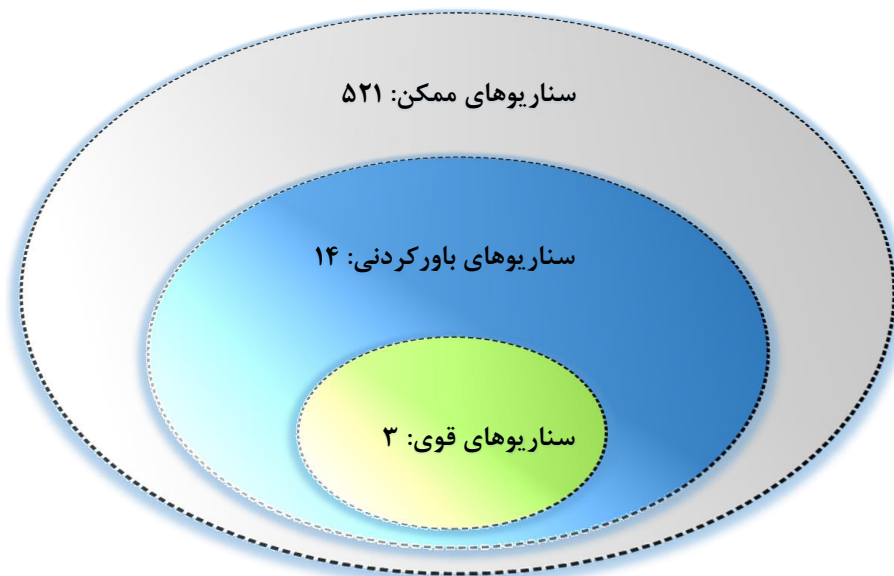 سناریوهای ممکن: ۵۲۱
سناریوهای باورکردنی: ۱۴
سناریوهای قوی: ۳